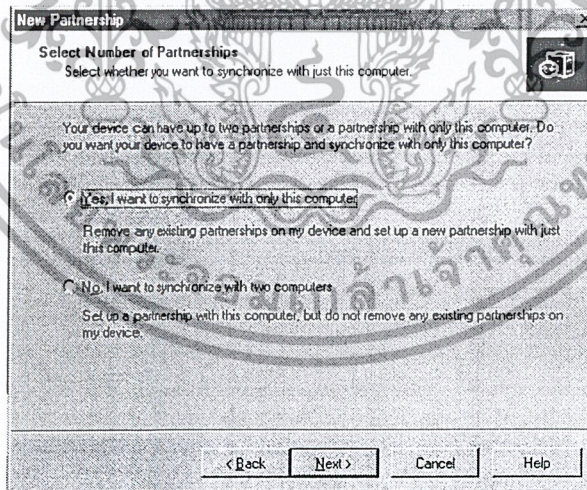 New Partnership
Select Number of Partnerships
Select whether you want to synchronize with just this computer.
Your device can have up to two partnerships or a partnership with only this computer. Do
you want your device to have a partnership and synchronize with only this computer?
Yes, I want to synchronize with only this computer
Remove any existing partnerships on my device and set up a new partnership with just
this computer.
No, I want to synchronize with two computers
Set up a partnership with this computer, but do not remove any existing partnerships on
my device.
< Back
Next >
Cancel
Help